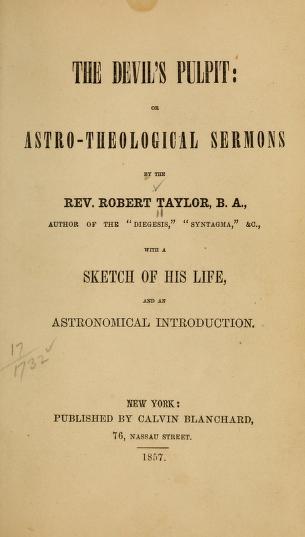 THE DEVIL'S PULPIT:
OR
ASTRO-THEOLOGICAL SERMONS
BY THE
REV. ROBERT TAYLOR, B. A.,
AUTHOR OF THE "DIEGESIS," "SYNTAGMA," &C.,
WITH A
SKETCH OF HIS LIFE,
AND AN
ASTRONOMICAL INTRODUCTION.
17
1732
NEW YORK:
PUBLISHED BY CALVIN BLANCHARD,
76, NASSAU STREET.
1857.